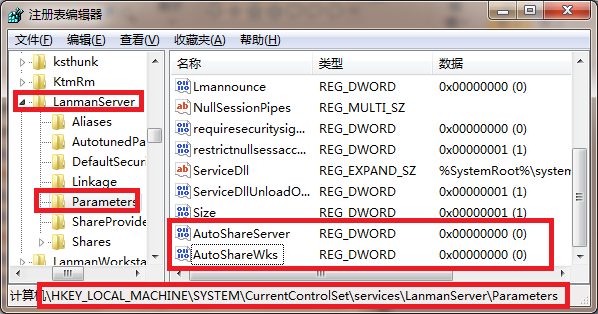 注册表编辑器
文件(F) 编辑(E) 查看(V) 收藏夹(A) 帮助(H)
ksthunk
KtmRm
LanmanServer
Aliases
AutotunedPa
DefaultSecur
Linkage
Parameters
ShareProvide
Shares
LanmanWorksta
名称 类型 数据
Lmannounce REG_DWORD 0x00000000 (0)
NullSessionPipes REG_MULTI_SZ
requiresecuritysig... REG_DWORD 0x00000000 (0)
restrictnullsessacc... REG_DWORD 0x00000001 (1)
ServiceDll REG_EXPAND_SZ %SystemRoot%\system
ServiceDllUnloadO... REG_DWORD 0x00000001 (1)
Size REG_DWORD 0x00000001 (1)
AutoShareServer REG_DWORD 0x00000000 (0)
AutoShareWks REG_DWORD 0x00000000 (0)
计算机\HKEY_LOCAL_MACHINE\SYSTEM\CurrentControlSet\services\LanmanServer\Parameters